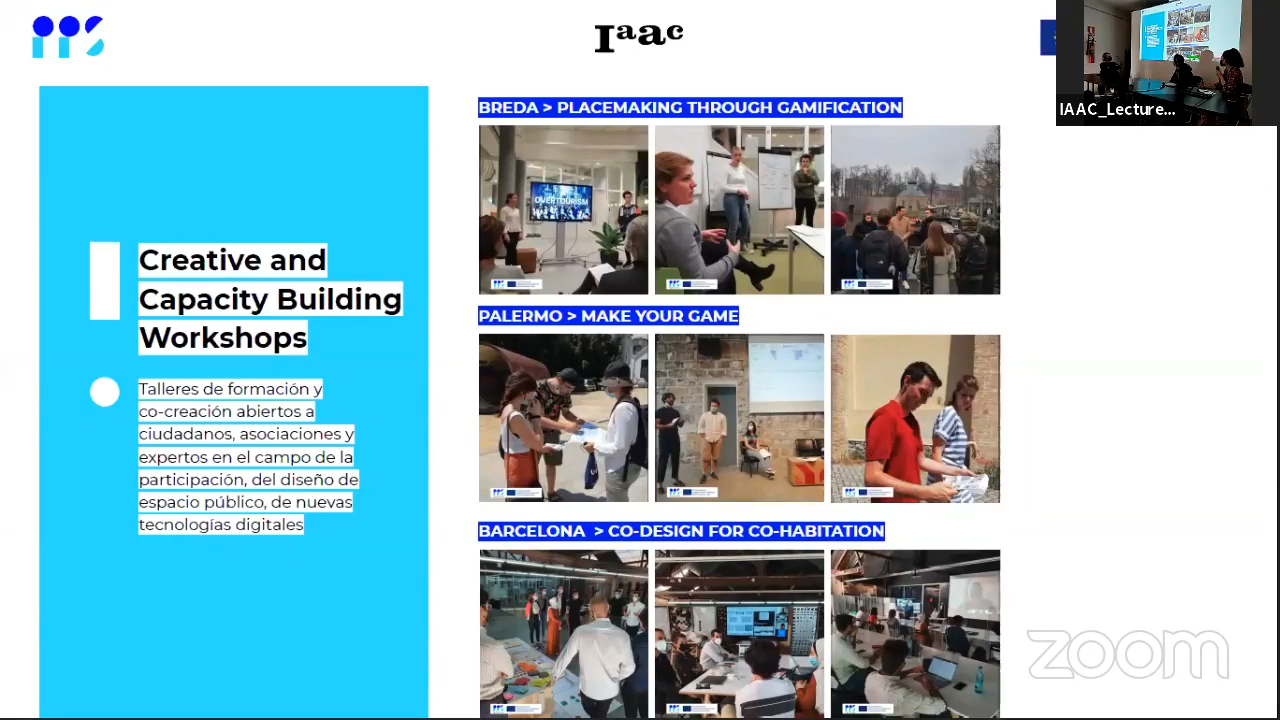 PPS
Iaac
IAAC_Lecture...
Creative and
Capacity Building
Workshops
Talleres de formación y
co-creación abiertos a
ciudadanos, asociaciones y
expertos en el campo de la
participación, del diseño de
espacio público, de nuevas
tecnologías digitales
BREDA > PLACEMAKING THROUGH GAMIFICATION
OVERTOURISM
PALERMO > MAKE YOUR GAME
BARCELONA > CO-DESIGN FOR CO-HABITATION
zoom